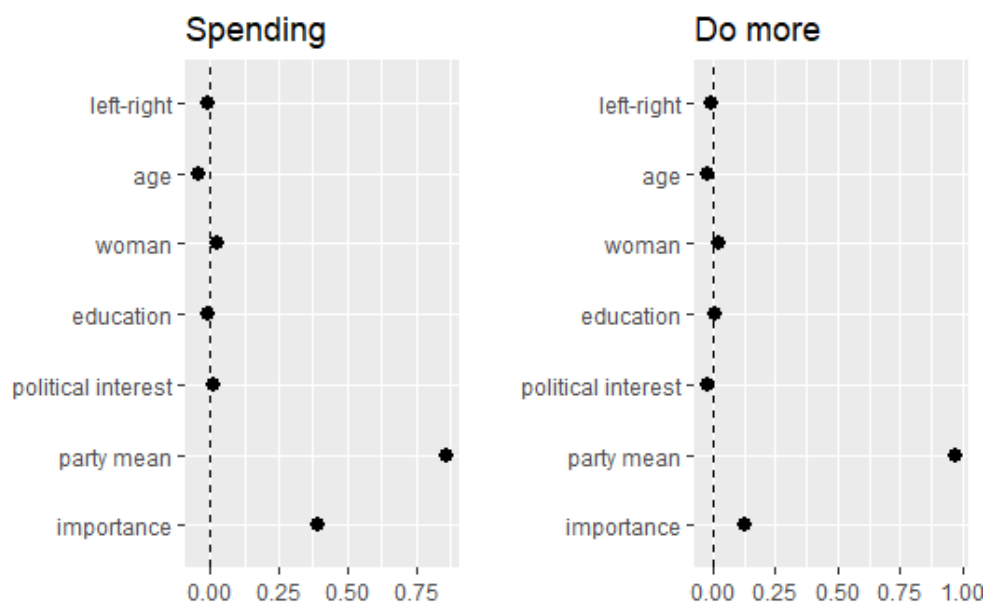 Spending
left-right
age
woman
education
political interest
party mean
importance
0.00 0.25 0.50 0.75
Do more
left-right
age
woman
education
political interest
party mean
importance
0.00 0.25 0.50 0.75 1.00